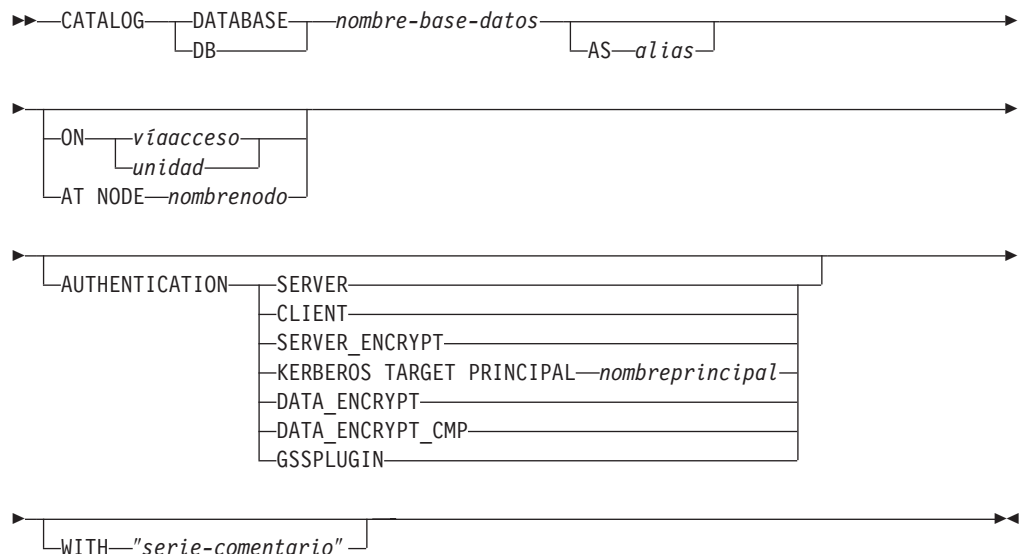 CATALOG DATABASE nombre-base-datos
DB AS alias
ON víaacceso
unidad
AT NODE nombrenodo
AUTHENTICATION SERVER
CLIENT
SERVER_ENCRYPT
KERBEROS TARGET PRINCIPAL nombreprincipal
DATA_ENCRYPT
DATA_ENCRYPT_CMP
GSSPLUGIN
WITH "serie-comentario"